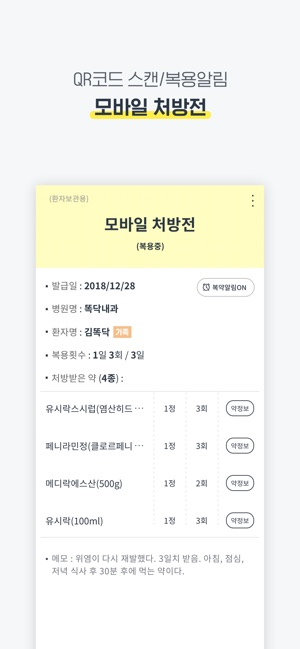 QR코드 스캔/복용알림
모바일 처방전
(환자보관용)
모바일 처방전
(복용중)
• 발급일 : 2018/12/28
복약알림ON
• 병원명 : 똑닥내과
• 환자명 : 김똑닥 가족
• 복용횟수 : 1일 3회 / 3일
• 처방받은 약 (4종) :
유시락스시럽(염산히드 ··· 1정 3회 약정보
페니라민정(클로르페니 ··· 1정 3회 약정보
메디락에스산(500g) 1정 2회 약정보
유시락(100ml) 1정 3회 약정보
• 메모 : 위염이 다시 재발했다. 3일치 받음. 아침, 점심,
저녁 식사 후 30분 후에 먹는 약이다.